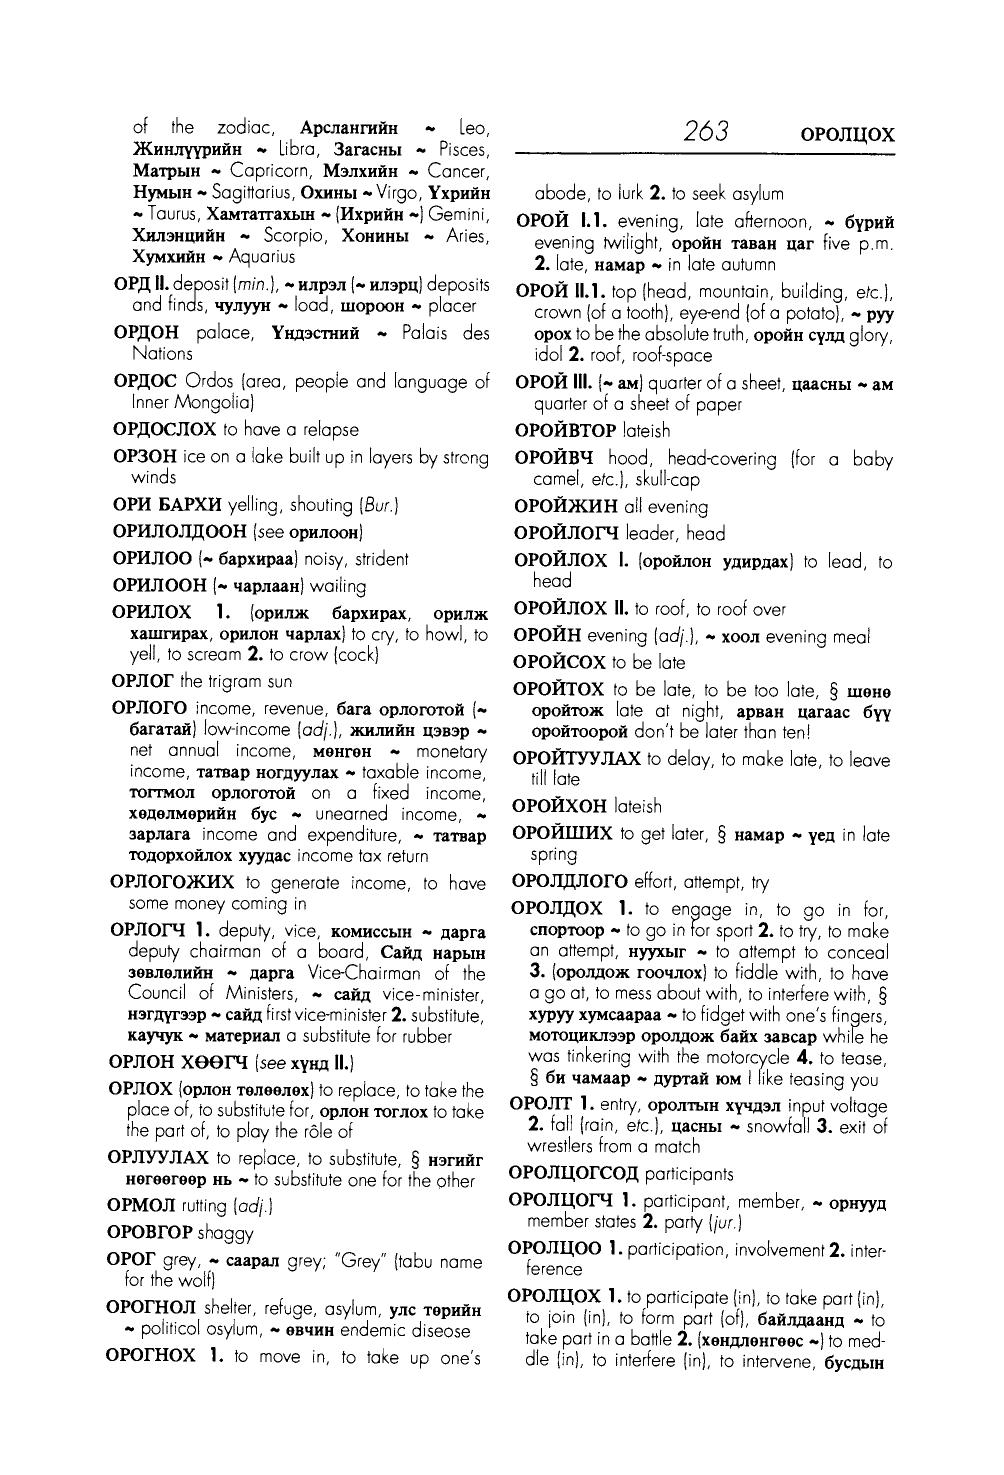 of the zodiac, Арслангийн ~ Leo,
Жинлүүрийн ~ Libra, Загасны ~ Pisces,
Матрын ~ Capricorn, Мэлхийн ~ Cancer,
Нумын ~ Sagittarius, Охины ~ Virgo, Үхрийн
~ Taurus, Хамтаттахын ~ (Ихрийн ~) Gemini,
Хилэнцийн ~ Scorpio, Хонины ~ Aries,
Хумхийн ~ Aquarius
ОРД II. deposit (min.), ~ илрэл (~ илэрц) deposits
and finds, чулуун ~ load, шороон ~ placer
ОРДОН palace, Үндэстний ~ Palais des
Nations
ОРДОС Ordos (area, people and language of
Inner Mongolia)
ОРДОСЛОХ to have a relapse
ОРЗОН ice on a lake built up in layers by strong
winds
ОРИ БАРХИ yelling, shouting (Bur.)
ОРИЛОЛДООН (see орилоон)
ОРИЛОО (~ бархираа) noisy, strident
ОРИЛООН (~ чарлаан) wailing
ОРИЛОХ 1. (орилж бархирах, орилж
хашгирах, орилон чарлах) to cry, to howl, to
yell, to scream 2. to crow (cock)
ОРЛОГ the trigram sun
ОРЛОГО income, revenue, бага орлоготой (~
багатай) low-income (adj.), жилийн цэвэр ~
net annual income, мөнгөн ~ monetary
income, татвар ногдуулах ~ taxable income,
тогтмол орлоготой on a fixed income,
хөдөлмөрийн бус ~ unearned income, ~
зарлага income and expenditure, ~ татвар
тодорхойлох хуудас income tax return
ОРЛОГОЖИХ to generate income, to have
some money coming in
ОРЛОГЧ 1. deputy, vice, комиссын ~ дарга
deputy chairman of a board, Сайд нарын
зөвлөлийн ~ дарга Vice-Chairman of the
Council of Ministers, ~ сайд vice-minister,
нэгдүгээр ~ сайд first vice-minister 2. substitute,
каучук ~ материал a substitute for rubber
ОРЛОН ХӨӨГЧ (see хүнд II.)
ОРЛОХ (орлон төлөөлөх) to replace, to take the
place of, to substitute for, орлон тоглох to take
the part of, to play the rôle of
ОРЛУУЛАХ to replace, to substitute, § нэгийг
нөгөөгөөр нь ~ to substitute one for the other
ОРМОЛ rutting (adj.)
ОРОВГОР shaggy
ОРОГ grey, ~ саарал grey; "Grey" (tabu name
for the wolf)
ОРОГНОЛ shelter, refuge, asylum, улс төрийн
~ politicol osylum, ~ өвчин endemic diseose
ОРОГНОХ 1. to move in, to take up one's
263 ОРОЛЦОХ
abode, to lurk 2. to seek asylum
ОРОЙ I.1. evening, late afternoon, ~ бүрий
evening twilight, оройн таван цаг five p.m.
2. late, намар ~ in late autumn
ОРОЙ II.1. top (head, mountain, building, etc.),
crown (of a tooth), eye-end (of a potato), ~ руу
орох to be the absolute truth, оройн сүлд glory,
idol 2. roof, roof-space
ОРОЙ III. (~ ам) quarter of a sheet, цаасны ~ ам
quarter of a sheet of paper
ОРОЙВТОР lateish
ОРОЙВЧ hood, head-covering (for a baby
camel, etc.), skull-cap
ОРОЙЖИН all evening
ОРОЙЛОГЧ leader, head
ОРОЙЛОХ I. (оройлон удирдах) to lead, to
head
ОРОЙЛОХ II. to roof, to roof over
ОРОЙН evening (adj.), ~ хоол evening meal
ОРОЙСОХ to be late
ОРОЙТОХ to be late, to be too late, § шөнө
оройтож late at night, арван цагаас бүү
оройтоорой don't be later than ten!
ОРОЙТУУЛАХ to delay, to make late, to leave
till late
ОРОЙХОН lateish
ОРОЙШИХ to get later, § намар ~ үед in late
spring
ОРОЛДЛОГО effort, attempt, try
ОРОЛДОХ 1. to engage in, to go in for,
спортоор ~ to go in for sport 2. to try, to make
an attempt, нуухыг ~ to attempt to conceal
3. (оролдож гоочлох) to fiddle with, to have
a go at, to mess about with, to interfere with, §
хуруу хумсаараа ~ to fidget with one's fingers,
мотоциклээр оролдож байх завсар while he
was tinkering with the motorcycle 4. to tease,
§ би чамаар ~ дуртай юм I like teasing you
ОРОЛТ 1. entry, оролтын хүчдэл input voltage
2. fall (rain, etc.), цасны ~ snowfall 3. exit of
wrestlers from a match
ОРОЛЦОГСОД participants
ОРОЛЦОГЧ 1. participant, member, ~ орнууд
member states 2. party (jur.)
ОРОЛЦОО 1. participation, involvement 2. inter-
ference
ОРОЛЦОХ 1. to participate (in), to take part (in),
to join (in), to form part (of), байлдаанд ~ to
take part in a battle 2. (хөндлөнгөөс ~) to med-
dle (in), to interfere (in), to intervene, бусдын